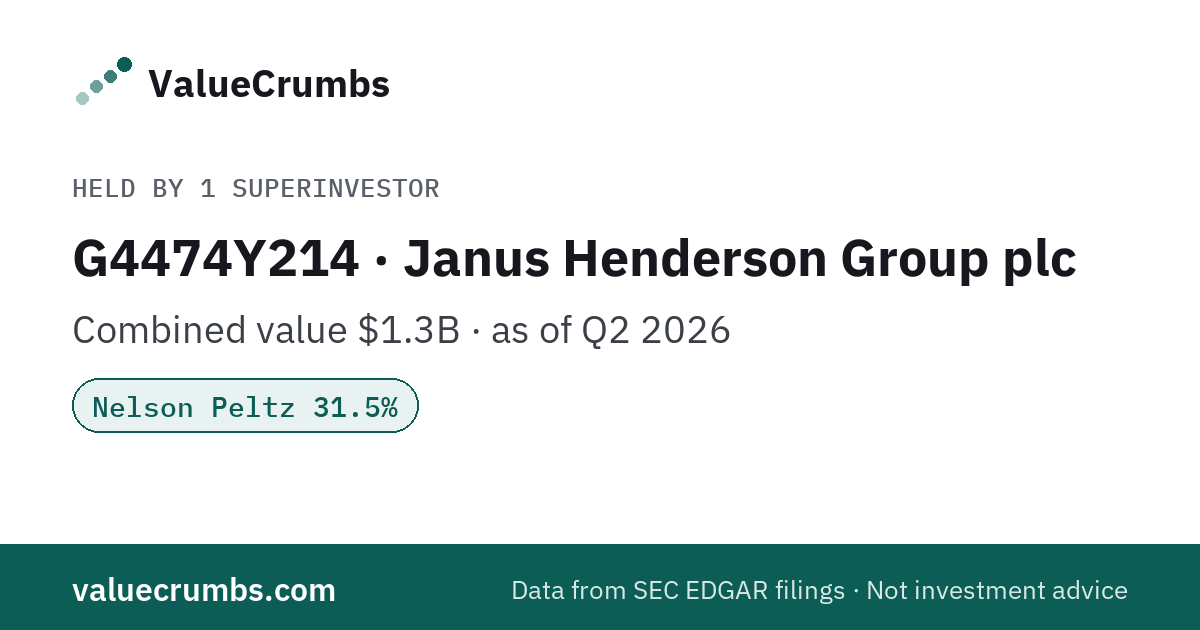 ValueCrumbs
HELD BY 1 SUPERINVESTOR
G4474Y214 · Janus Henderson Group plc
Combined value $1.3B · as of Q2 2026
Nelson Peltz 31.5%
valuecrumbs.com
Data from SEC EDGAR filings · Not investment advice